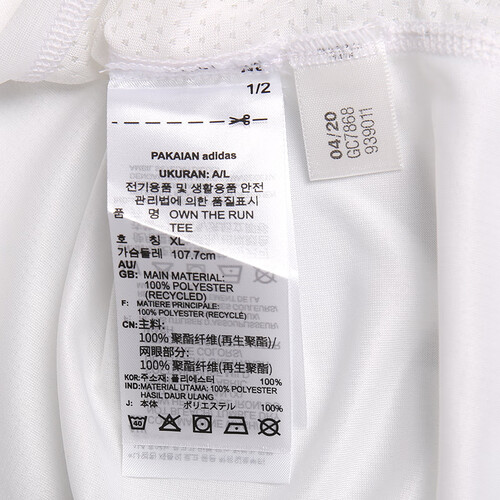 1/2
PAKAIAN adidas
UKURAN: A/L
전기용품 및 생활용품 안전
관리법에 의한 품질표시
품 명 OWN THE RUN
TEE
호 칭 XL
가슴둘레 107.7cm
AU/
GB: MAIN MATERIAL:
100% POLYESTER
(RECYCLED)
F: MATIERE PRINCIPALE:
100% POLYESTER (RECYCLÉ)
CN: 主料:
100% 聚酯纤维(再生聚酯)/
网眼部分:
100% 聚酯纤维(再生聚酯)
KOR: 주소재: 폴리에스터 100%
IND: MATERIAL UTAMA: 100% POLYESTER
HASIL DAUR ULANG
J: 本体 ポリエステル 100%
40
04/20
GC7868
939011